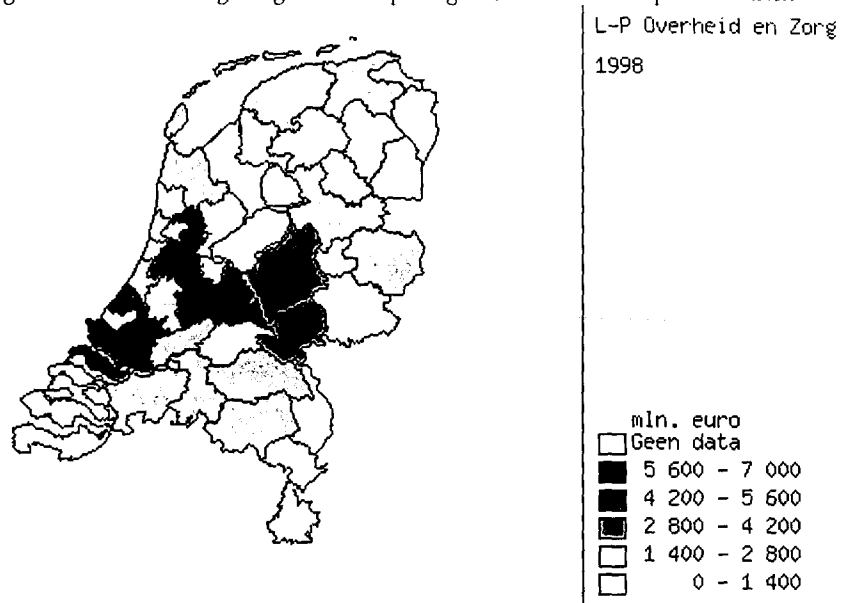 L-P Overheid en Zorg
1998
mln. euro
Geen data
5 600 - 7 000
4 200 - 5 600
2 800 - 4 200
1 400 - 2 800
0 - 1 400